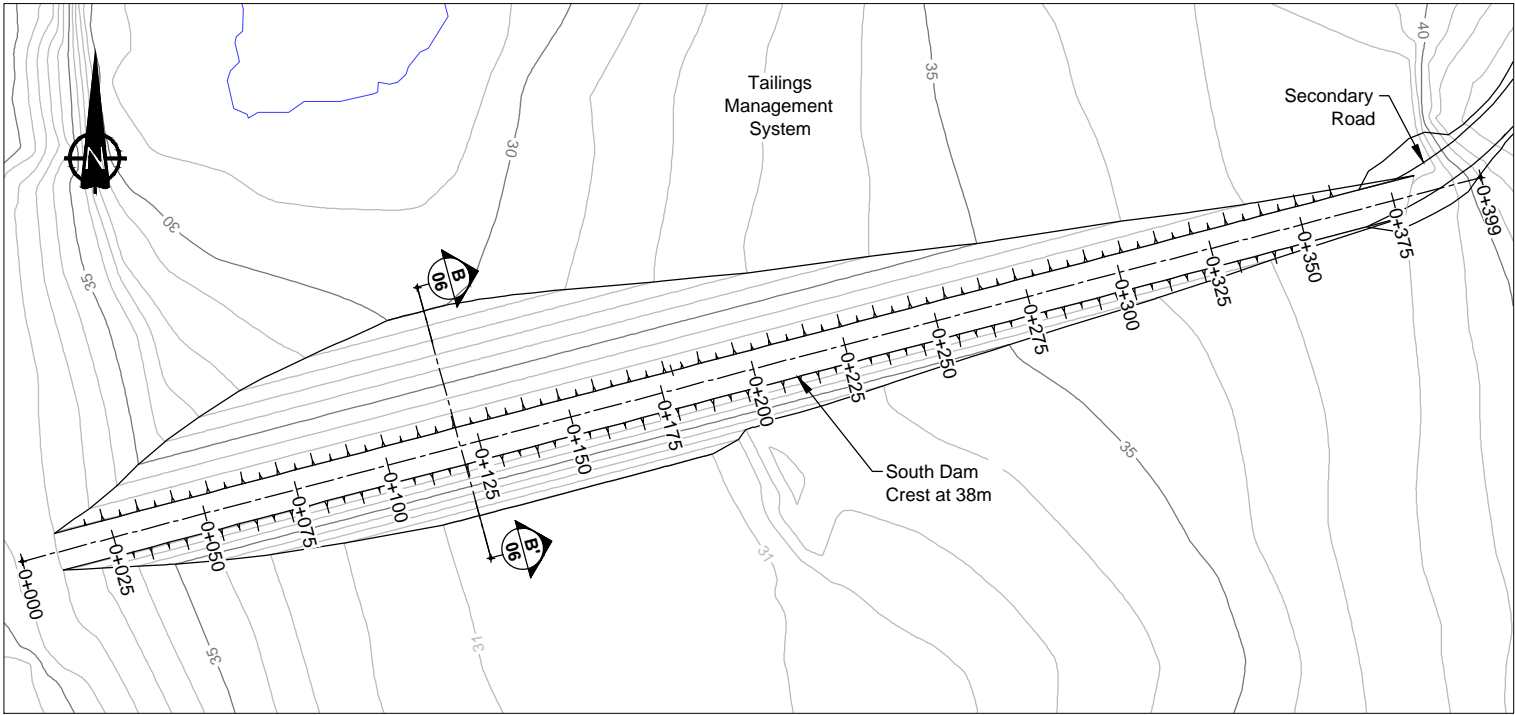 40
35
Tailings
Management
System
Secondary
Road
30
N
30
0+399
0+375
35
B
06
0+350
0+325
0+300
0+275
0+250
0+225
0+200
0+175
0+150
0+125
0+100
0+075
0+050
0+025
0+000
South Dam
Crest at 38m
35
B'
06
31
31
35